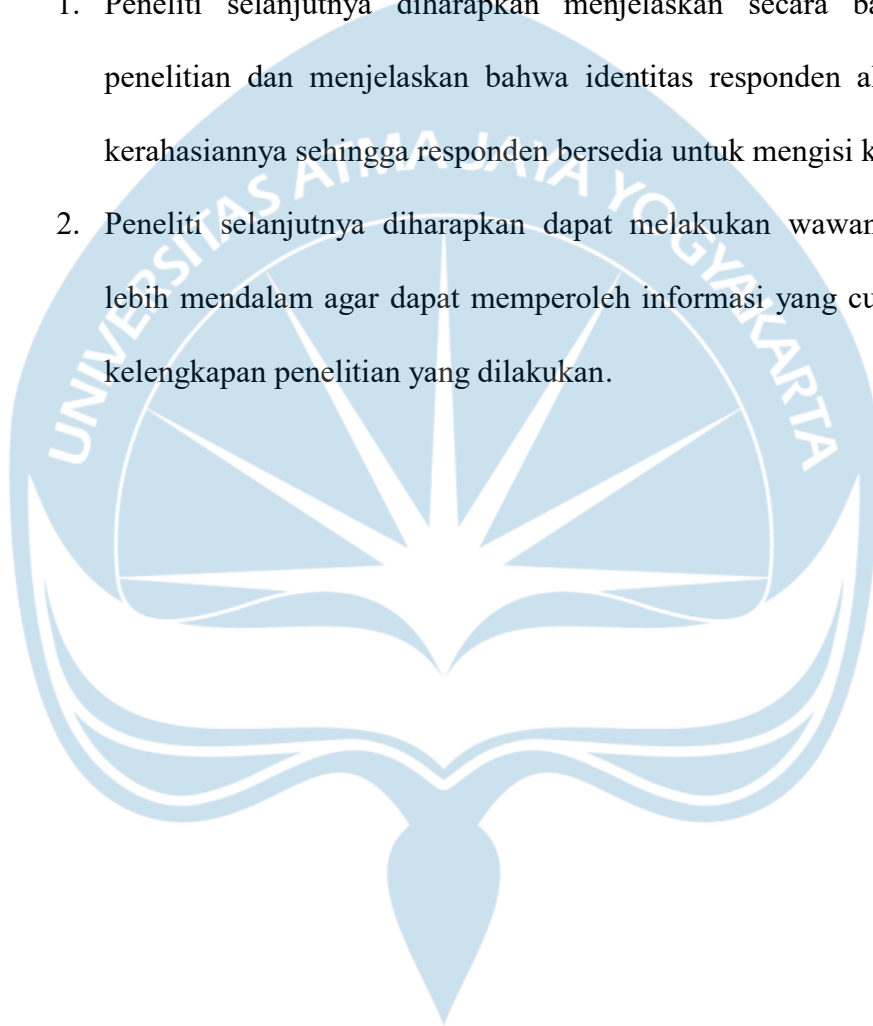 1. Peneliti selanjutnya diharapkan menjelaskan secara
penelitian dan menjelaskan bahwa identitas responden
kerahasiannya sehingga responden bersedia untuk mengisi
UNIVERSITAS ATMA JAYA YOGYAKARTA
2. Peneliti selanjutnya diharapkan dapat melakukan
lebih mendalam agar dapat memperoleh informasi yang
kelengkapan penelitian yang dilakukan.